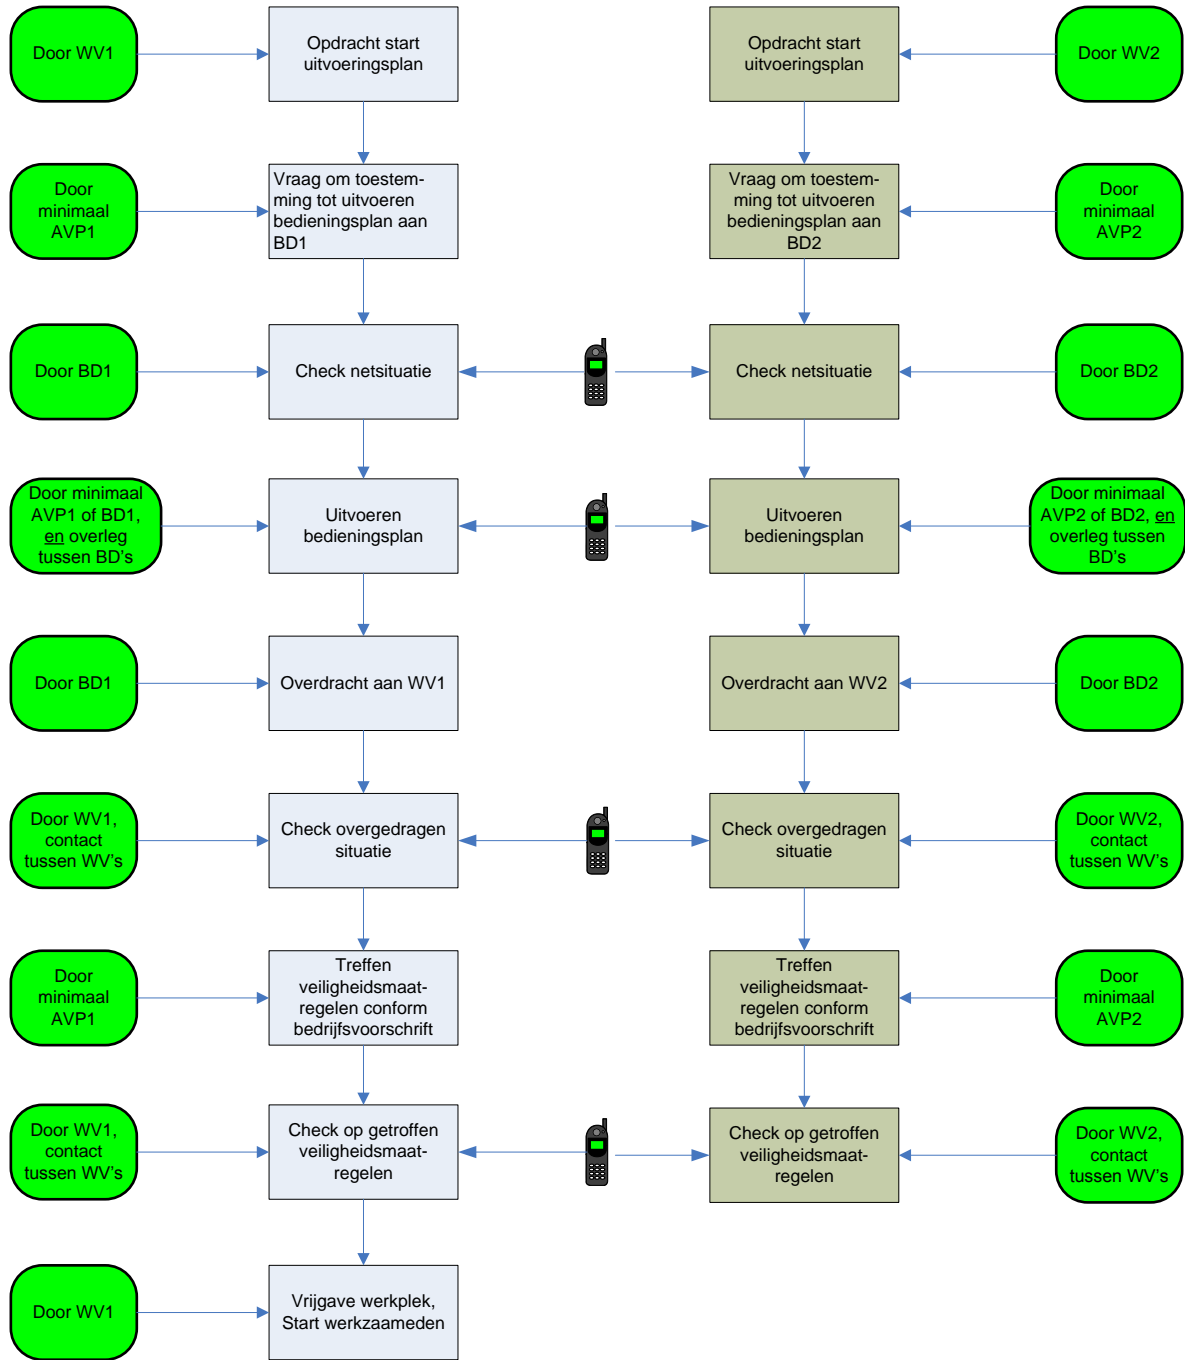 Door WV1
Opdracht start
uitvoeringsplan
Opdracht start
uitvoeringsplan
Door WV2
Door
minimaal
AVP1
Vraag om toestem-
ming tot uitvoeren
bedieningsplan aan
BD1
Vraag om toestem-
ming tot uitvoeren
bedieningsplan aan
BD2
Door
minimaal
AVP2
Door BD1
Check netsituatie
Check netsituatie
Door BD2
Door minimaal
AVP1 of BD1,
en overleg
tussen BD's
Uitvoeren
bedieningsplan
Uitvoeren
bedieningsplan
Door minimaal
AVP2 of BD2, en
overleg tussen
BD's
Door BD1
Overdracht aan WV1
Overdracht aan WV2
Door BD2
Door WV1,
contact
tussen WV's
Check overgedragen
situatie
Check overgedragen
situatie
Door WV2,
contact
tussen WV's
Door
minimaal
AVP1
Treffen
veiligheidsmaat-
regelen conform
bedrijfsvoorschrift
Treffen
veiligheidsmaat-
regelen conform
bedrijfsvoorschrift
Door
minimaal
AVP2
Door WV1,
contact
tussen WV's
Check op getroffen
veiligheidsmaat-
regelen
Check op getroffen
veiligheidsmaat-
regelen
Door WV2,
contact
tussen WV's
Door WV1
Vrijgave werkplek,
Start werkzaameden